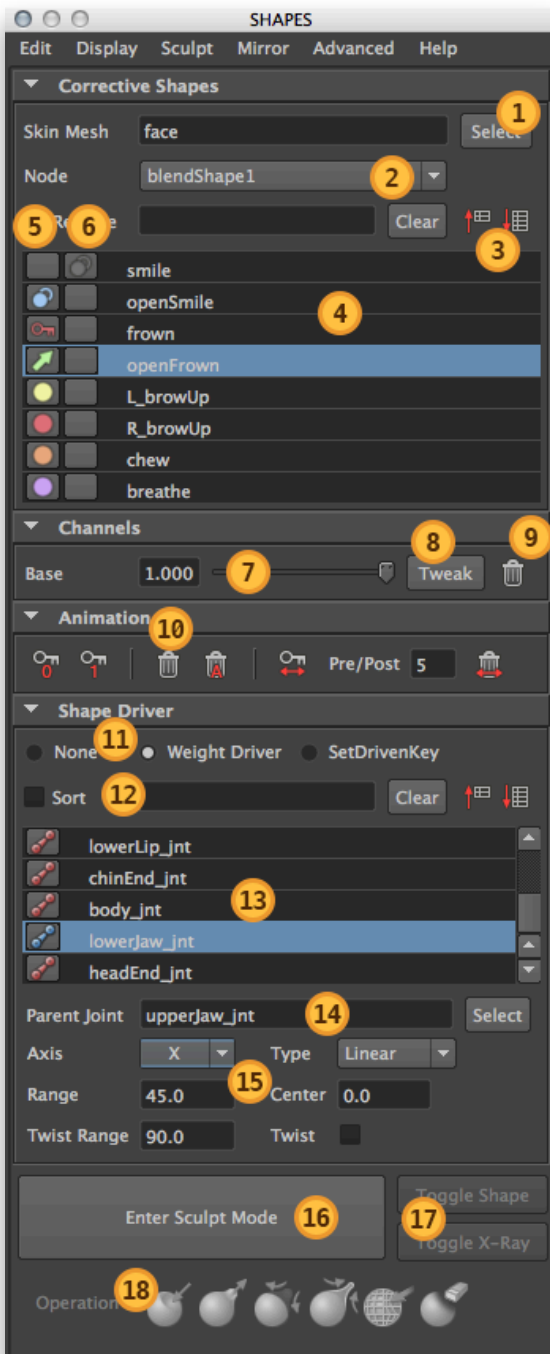 SHAPES
Edit Display Sculpt Mirror Advanced Help
Corrective Shapes
1
Skin Mesh face Select
Node blendShape1 2
5 6 Clear
3
smile
openSmile 4
frown
openFrown
L_browUp
R_browUp
chew
breathe
Channels
8 9
Base 1.000 7 Tweak
Animation 10
0 1 A Pre/Post 5
Shape Driver
None 11 Weight Driver SetDrivenKey
Sort 12 Clear
lowerLip_jnt
chinEnd_jnt
body_jnt 13
lowerJaw_jnt
headEnd_jnt
Parent Joint upperJaw_jnt 14 Select
Axis X Type Linear
15
Range 45.0 Center 0.0
Twist Range 90.0 Twist
Enter Sculpt Mode 16 Toggle Shape
17
Toggle X-Ray
Operation 18